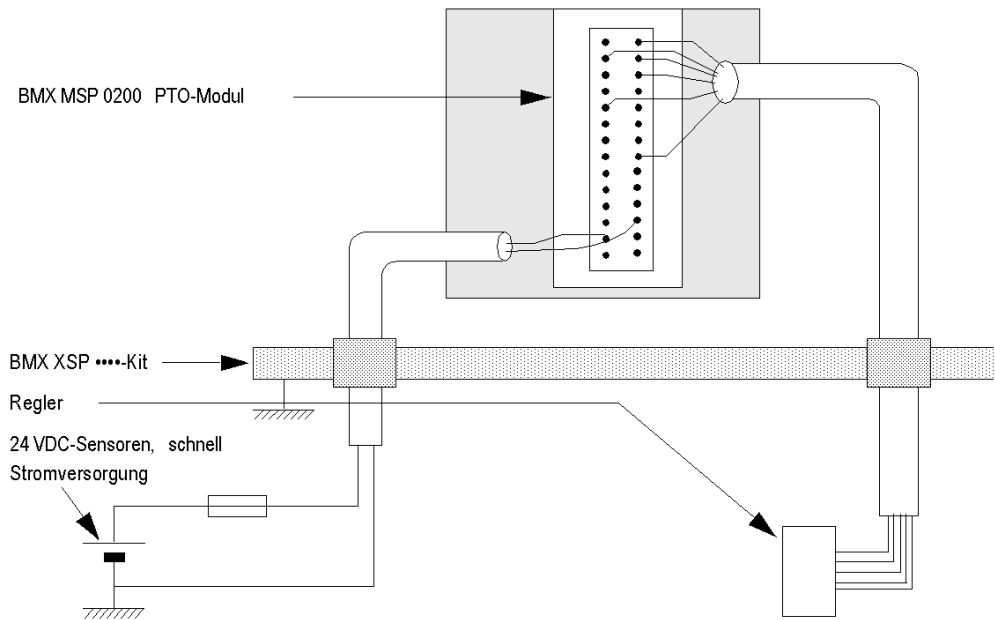 BMX MSP 0200 PTO-Modul
BMX XSP ••••-Kit
Regler
24 VDC-Sensoren, schnell
Stromversorgung